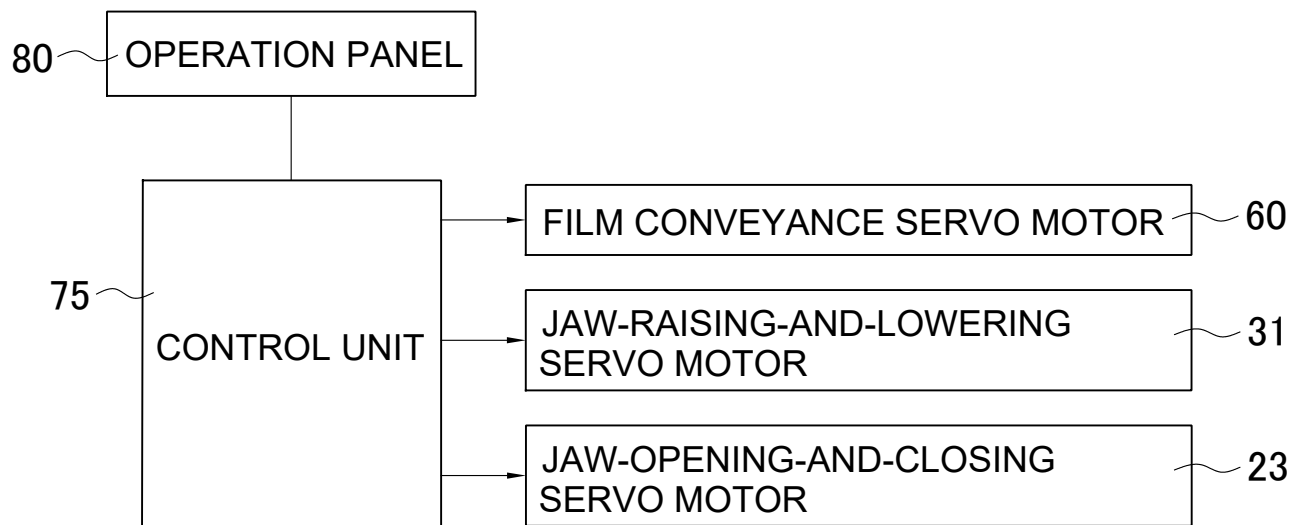 80 OPERATION PANEL
FILM CONVEYANCE SERVO MOTOR 60
75
CONTROL UNIT
JAW-RAISING-AND-LOWERING
SERVO MOTOR
31
JAW-OPENING-AND-CLOSING
SERVO MOTOR
23